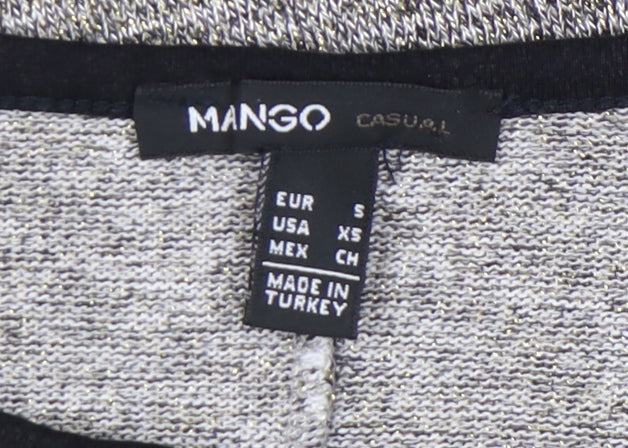 MANGO CASUAL
EUR S
USA XS
MEX CH
MADE IN
TURKEY